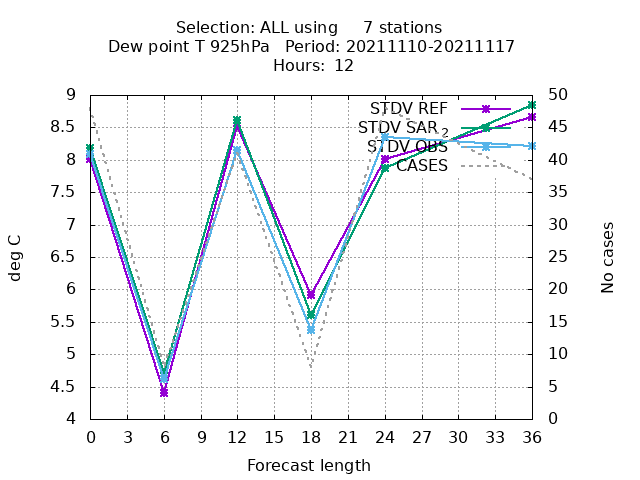 Selection: ALL using     7 stations
Dew point T 925hPa   Period: 20211110-20211117
Hours: 12
9
8.5
8
7.5
7
6.5
6
5.5
5
4.5
4
deg C
50
45
40
35
30
25
20
15
10
5
0
No cases
STDV REF
STDV SAR 2
STDV OBS
CASES
0 3 6 9 12 15 18 21 24 27 30 33 36
Forecast length